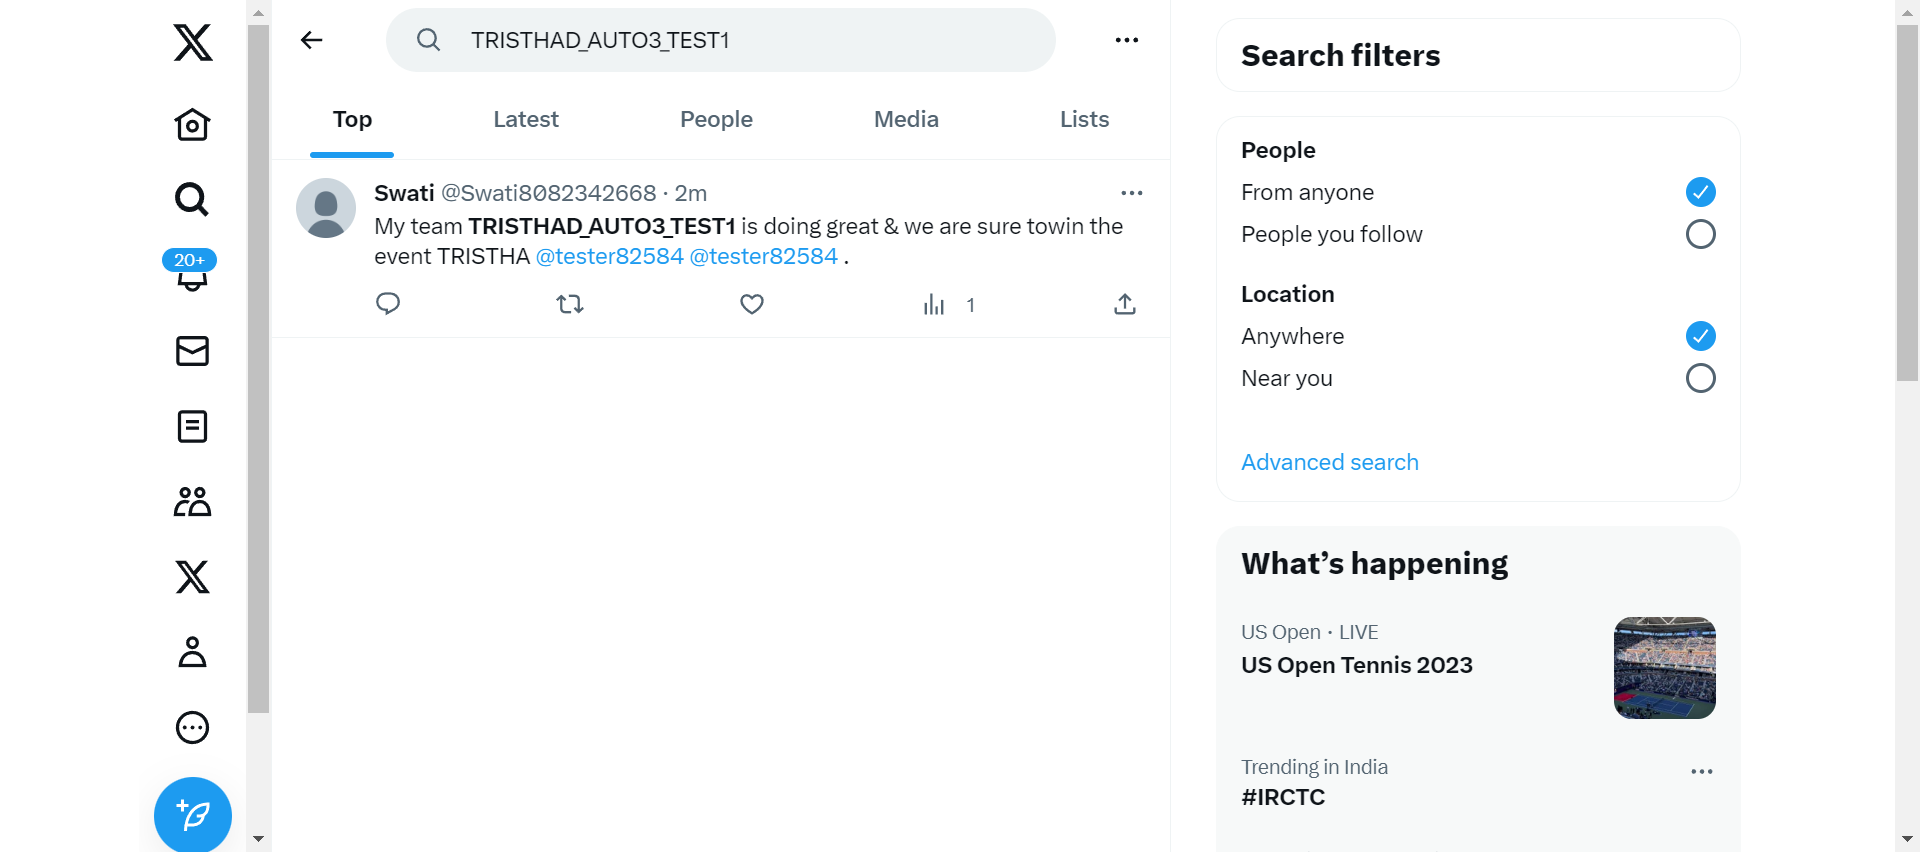 TRISTHAD_AUTO3_TEST1
Top
Latest
People
Media
Lists
20+
Swati @Swati8082342668 · 2m
My team TRISTHAD_AUTO3_TEST1 is doing great & we are sure towin the
event TRISTHA @tester82584 @tester82584 .
1
Search filters
People
From anyone
People you follow
Location
Anywhere
Near you
Advanced search
What’s happening
US Open · LIVE
US Open Tennis 2023
Trending in India
#IRCTC